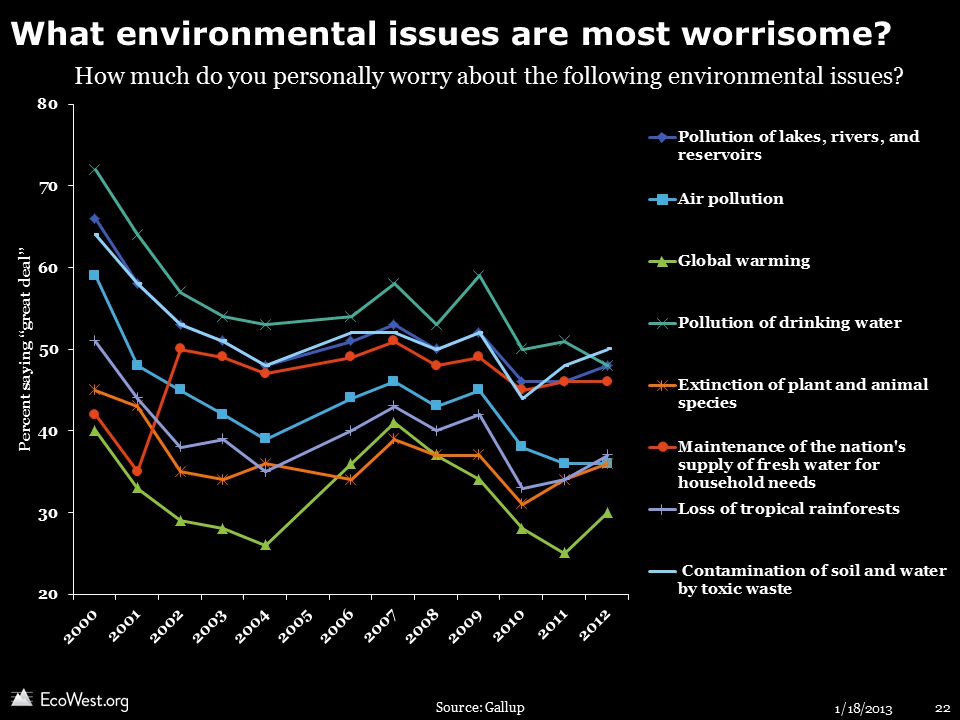 What environmental issues are most worrisome?
How much do you personally worry about the following environmental issues?
Percent saying “great deal”
80
70
60
50
40
30
20
2000
2001
2002
2003
2004
2005
2006
2007
2008
2009
2010
2011
2012
Pollution of lakes, rivers, and
reservoirs
Air pollution
Global warming
Pollution of drinking water
Extinction of plant and animal
species
Maintenance of the nation's
supply of fresh water for
household needs
Loss of tropical rainforests
Contamination of soil and water
by toxic waste
EcoWest.org
Source: Gallup
1/18/2013
22